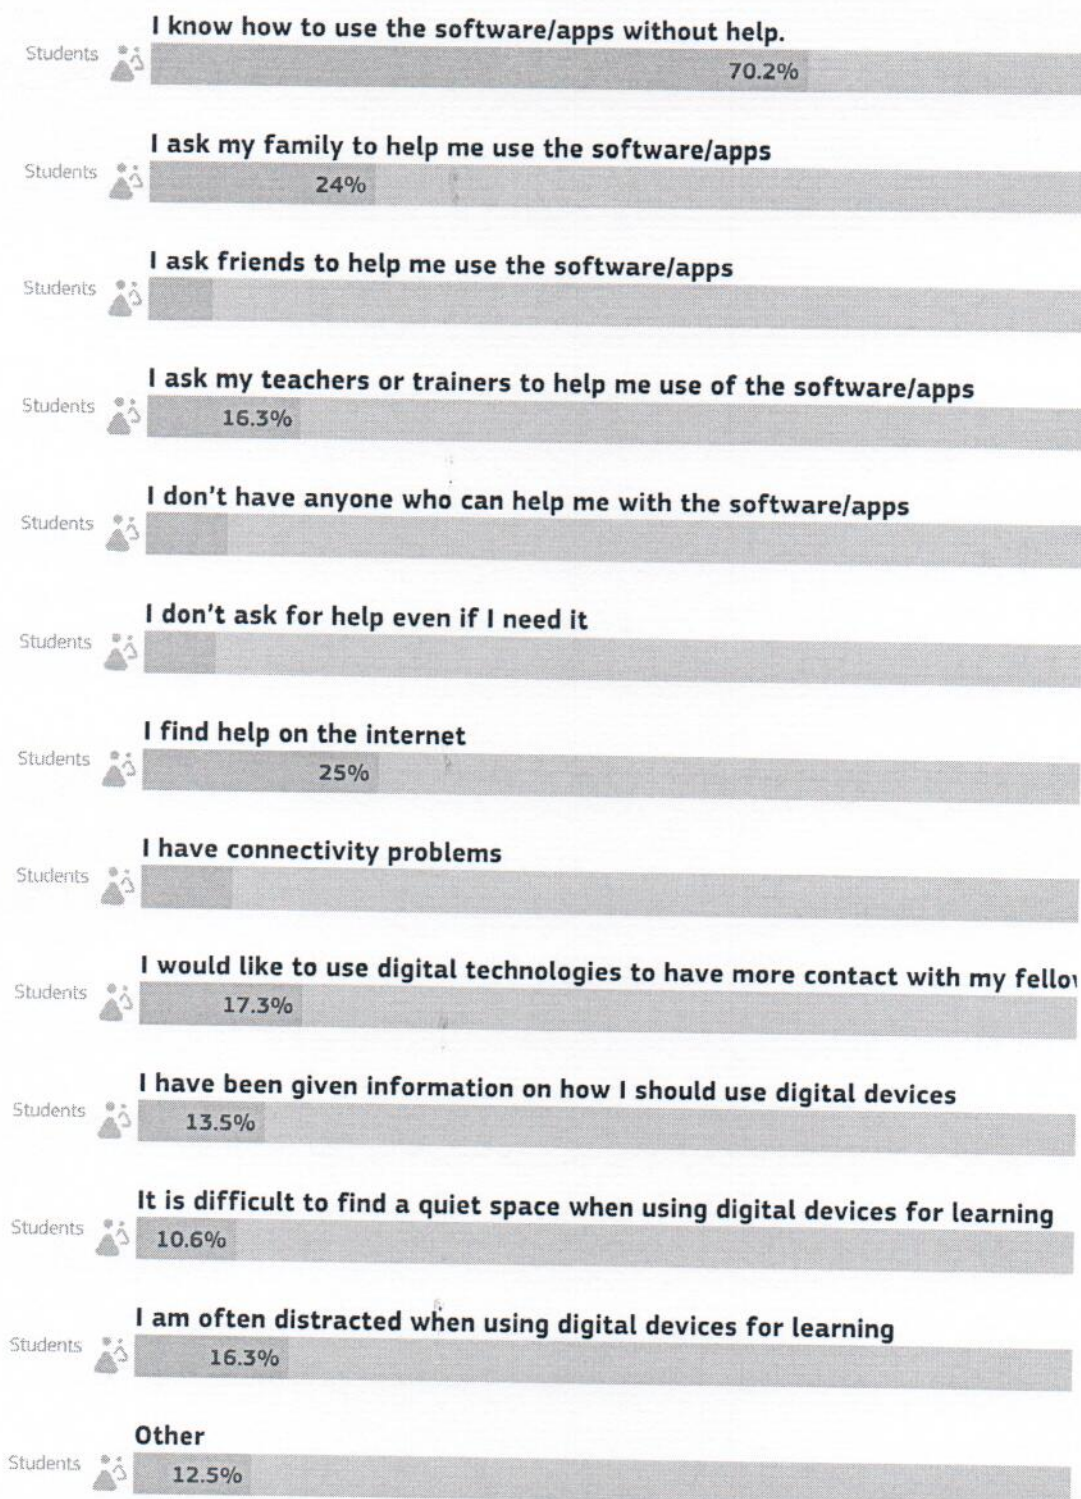 I know how to use the software/apps without help.
Students
70.2%
I ask my family to help me use the software/apps
Students
24%
I ask friends to help me use the software/apps
Students
I ask my teachers or trainers to help me use of the software/apps
Students
16.3%
I don't have anyone who can help me with the software/apps
Students
I don't ask for help even if I need it
Students
I find help on the internet
Students
25%
I have connectivity problems
Students
I would like to use digital technologies to have more contact with my
Students
17.3%
I have been given information on how I should use digital devices
Students
13.5%
It is difficult to find a quiet space when using digital devices for learning
Students
10.6%
I am often distracted when using digital devices for learning
Students
16.3%
Other
Students
12.5%